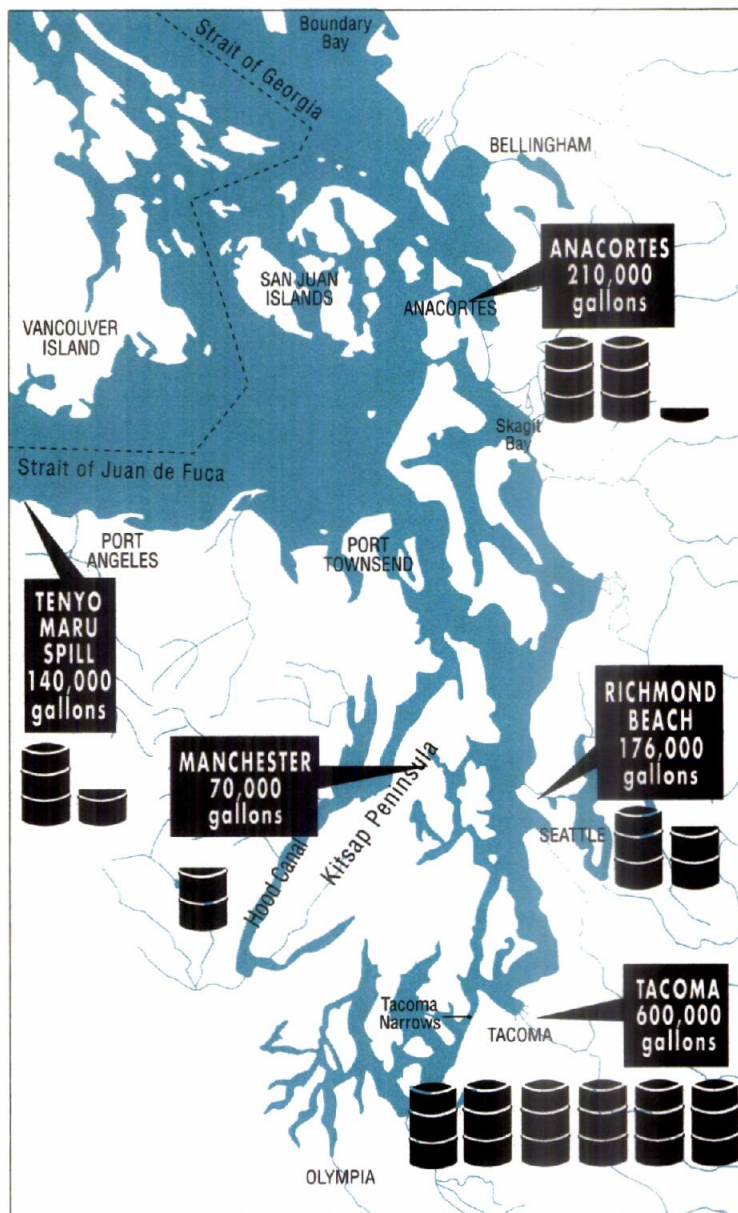 Boundary
Bay
Strait of Georgia
BELLINGHAM
ANACORTES
210,000
gallons
SAN JUAN
ISLANDS
ANACORTES
VANCOUVER
ISLAND
Skagit
Bay
Strait of Juan de Fuca
PORT
ANGELES
PORT
TOWNSEND
TENYO
MARU
SPILL
140,000
gallons
RICHMOND
BEACH
176,000
gallons
MANCHESTER
70,000
gallons
Kitsap Peninsula
SEATTLE
Hood Canal
TACOMA
600,000
gallons
Tacoma
Narrows
TACOMA
OLYMPIA